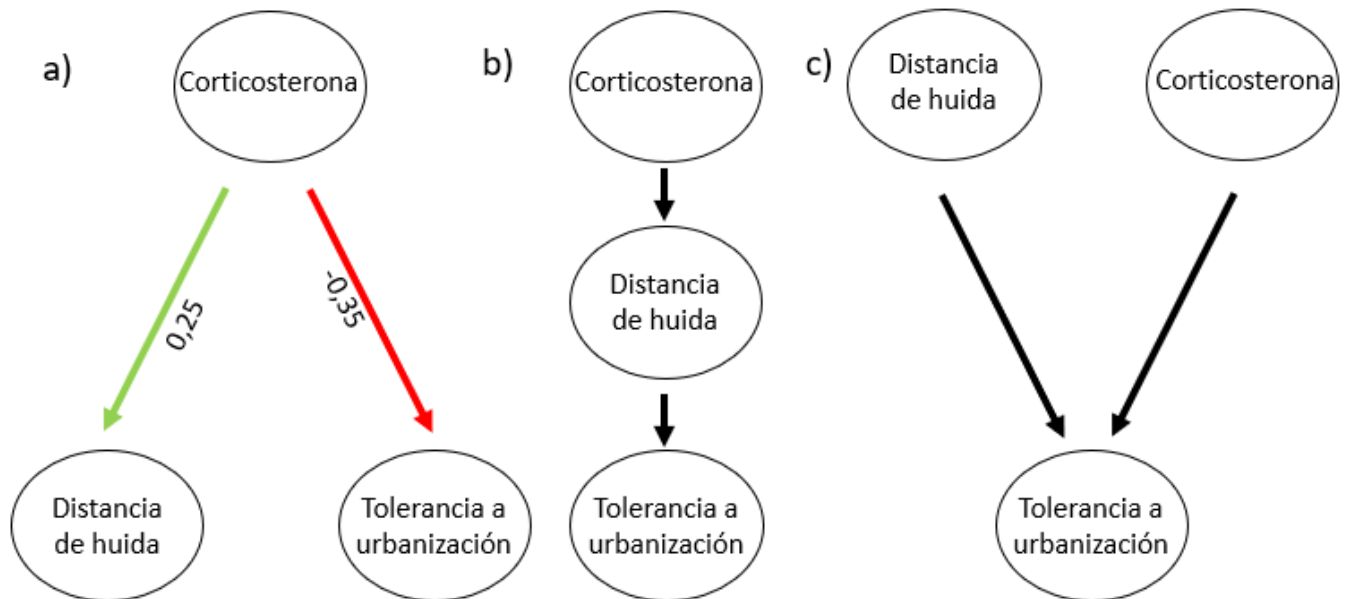 a)
Corticosterona
0,25
-0,35
Distancia
de huida
Tolerancia a
urbanización
b)
Corticosterona
Distancia
de huida
Tolerancia a
urbanización
c)
Distancia
de huida
Corticosterona
Tolerancia a
urbanización